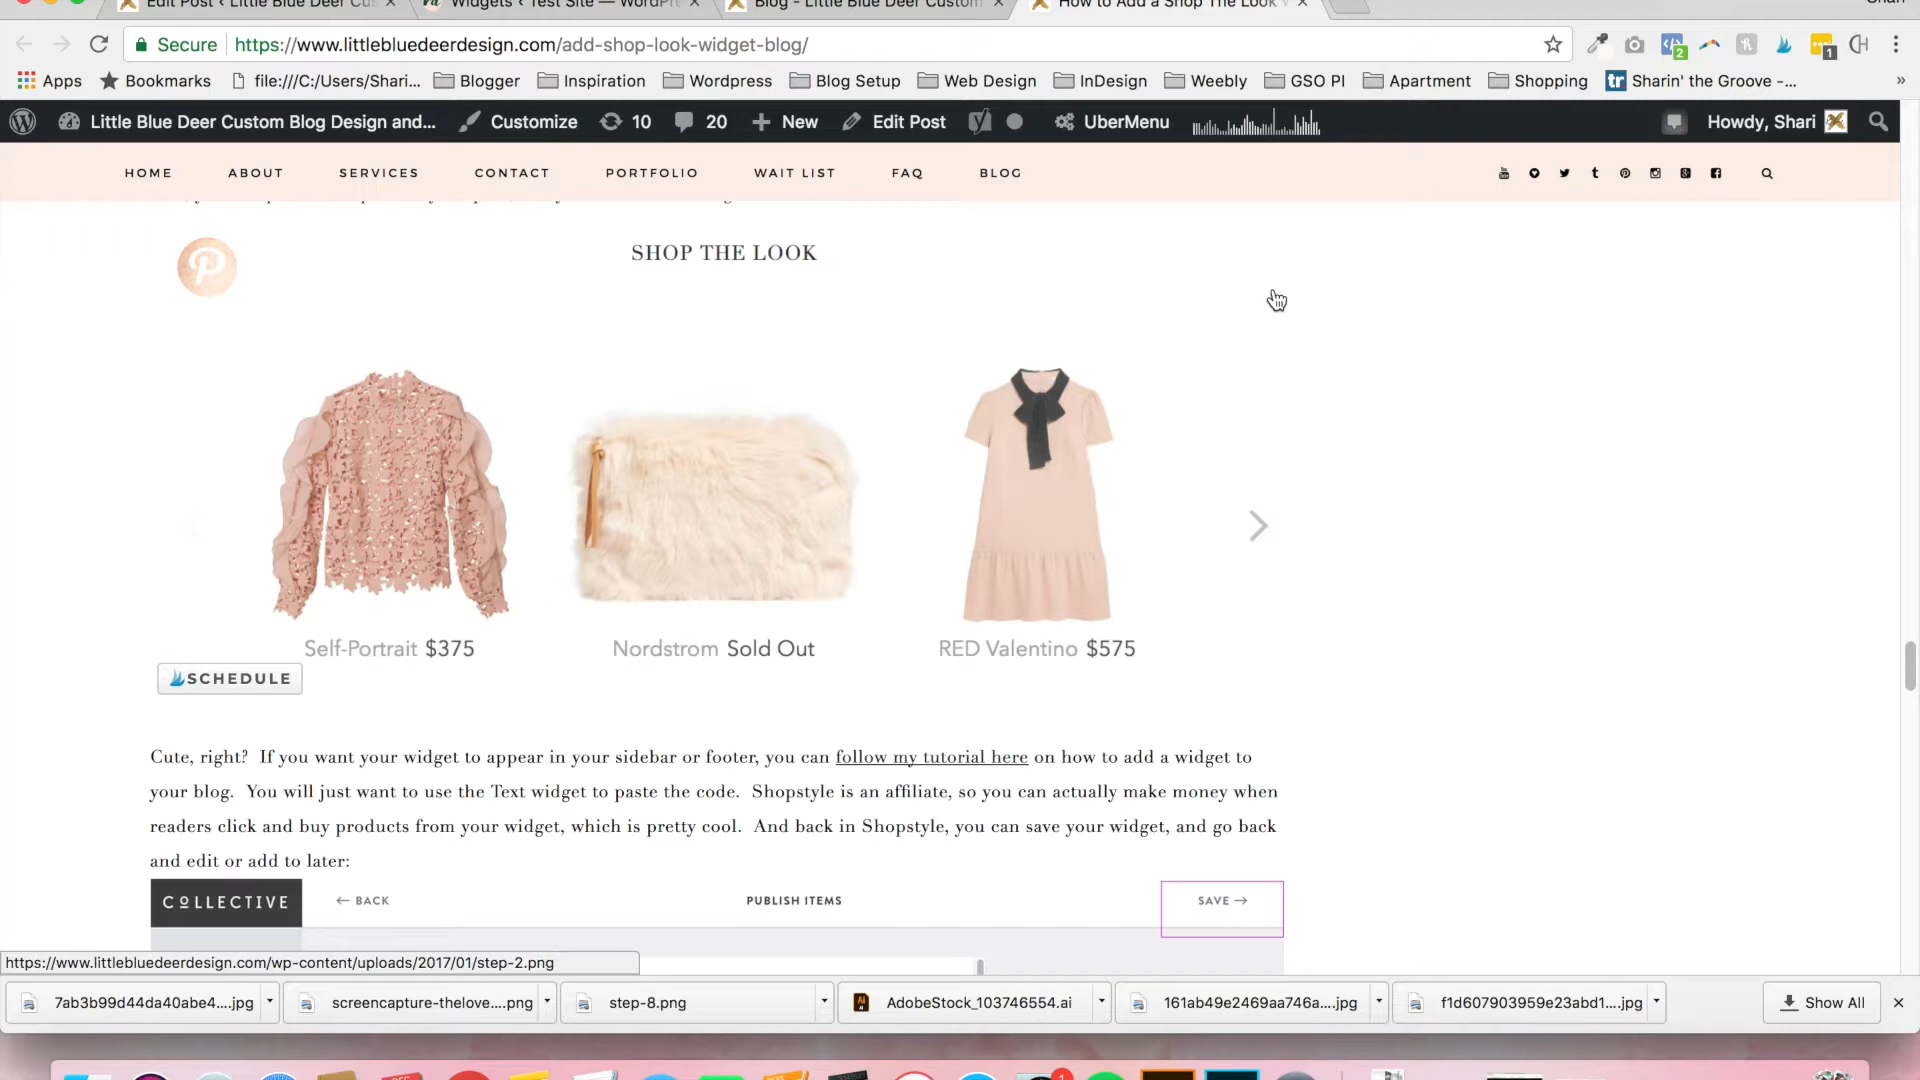 Edit Post ‹ Little Blue Deer Cus
Widgets ‹ Test Site — WordPre
Blog - Little Blue Deer Custom
How to Add a Shop The Look W
Shari
Secure
https://www.littlebluedeerdesign.com/add-shop-look-widget-blog/
2
1
Apps
Bookmarks
file:///C:/Users/Shari...
Blogger
Inspiration
Wordpress
Blog Setup
Web Design
InDesign
Weebly
GSO PI
Apartment
Shopping
tr
Sharin' the Groove -...
»
Little Blue Deer Custom Blog Design and...
Customize
10
20
New
Edit Post
UberMenu
Howdy, Shari
HOME
ABOUT
SERVICES
CONTACT
PORTFOLIO
WAIT LIST
FAQ
BLOG
SHOP THE LOOK
Self-Portrait $375
Nordstrom Sold Out
RED Valentino $575
SCHEDULE
Cute, right? If you want your widget to appear in your sidebar or footer, you can follow my tutorial here on how to add a widget to
your blog. You will just want to use the Text widget to paste the code. Shopstyle is an affiliate, so you can actually make money when
readers click and buy products from your widget, which is pretty cool. And back in Shopstyle, you can save your widget, and go back
and edit or add to later:
COLLECTIVE
← BACK
PUBLISH ITEMS
SAVE →
https://www.littlebluedeerdesign.com/wp-content/uploads/2017/01/step-2.png
7ab3b99d44da40abe4....jpg
screencapture-thelove....png
step-8.png
Ai
AdobeStock_103746554.ai
161ab49e2469aa746a....jpg
f1d607903959e23abd1....jpg
Show All
1